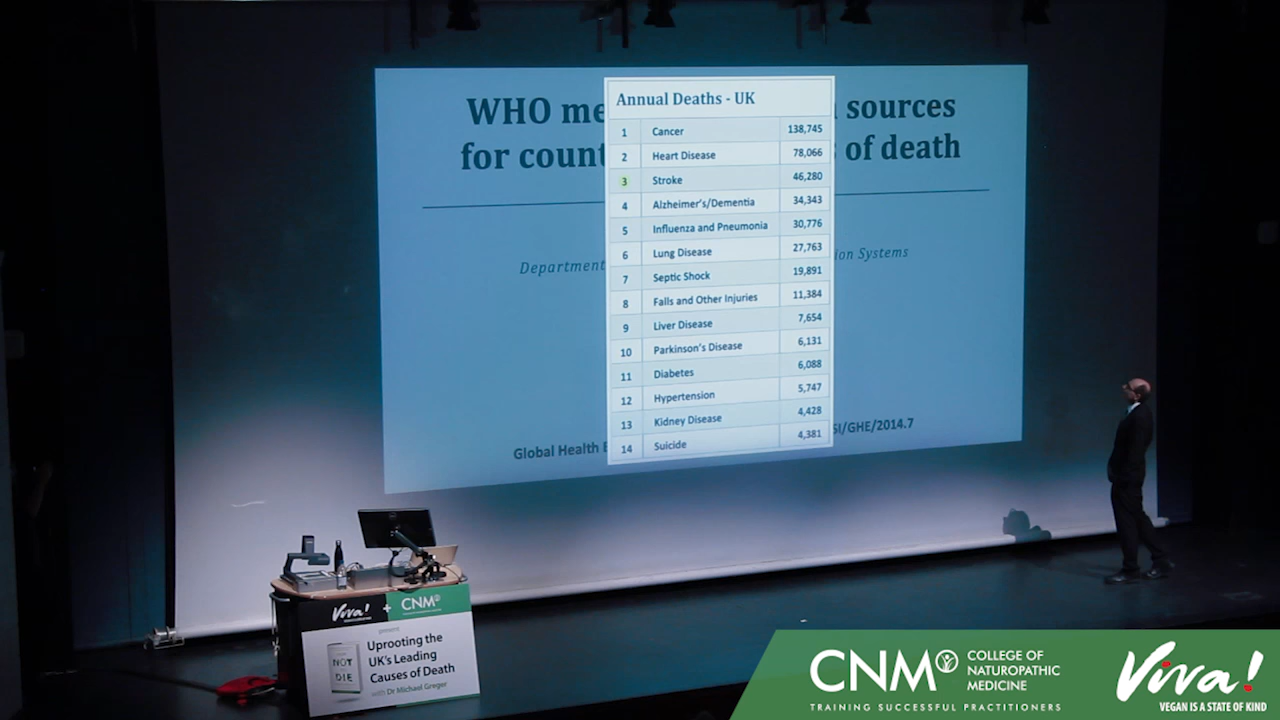 WHO me
sources
for count
of death
Department
ion Systems
Global Health E
SI/GHE/2014.7
Annual Deaths - UK
1 Cancer 138,745
2 Heart Disease 78,066
3 Stroke 46,280
4 Alzheimer's/Dementia 34,343
5 Influenza and Pneumonia 30,776
6 Lung Disease 27,763
7 Septic Shock 19,891
8 Falls and Other Injuries 11,384
9 Liver Disease 7,654
10 Parkinson's Disease 6,131
11 Diabetes 6,088
12 Hypertension 5,747
13 Kidney Disease 4,428
14 Suicide 4,381
Viva! + CNM
present
Uprooting the
UK's Leading
Causes of Death
with Dr Michael Greger
NOT
DIE
CNM
COLLEGE OF
NATUROPATHIC
MEDICINE
TRAINING SUCCESSFUL PRACTITIONERS
Viva!
VEGAN IS A STATE OF KIND